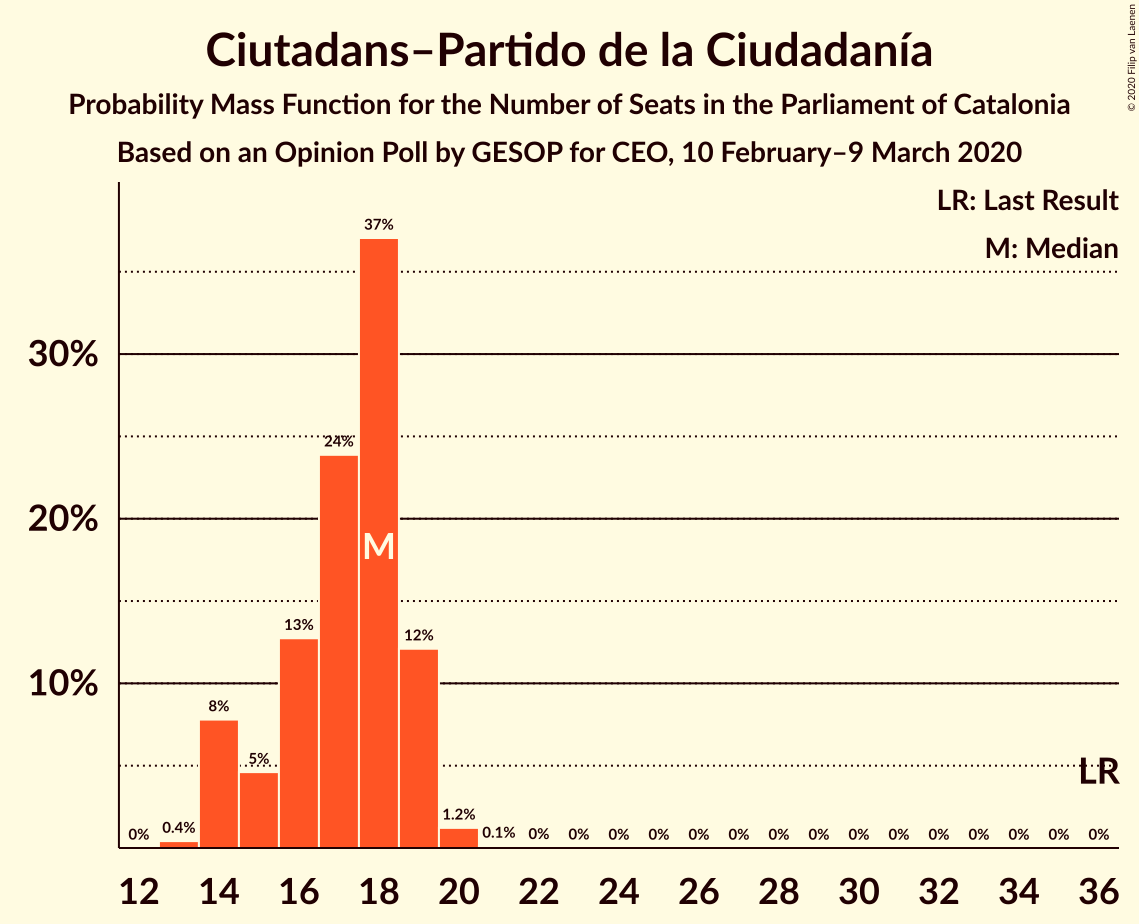 Ciutadans–Partido de la Ciudadanía
Probability Mass Function for the Number of Seats in the Parliament of Catalonia
Based on an Opinion Poll by GESOP for CEO, 10 February–9 March 2020
© 2020 Filip van Laenen
LR: Last Result
M: Median
37%
30%
24%
20%
M
13%
12%
10%
8%
5%
LR
0%
0.4%
1.2%
0.1%
0% 0% 0% 0% 0% 0% 0% 0% 0% 0% 0% 0% 0% 0% 0%
12 14 16 18 20 22 24 26 28 30 32 34 36